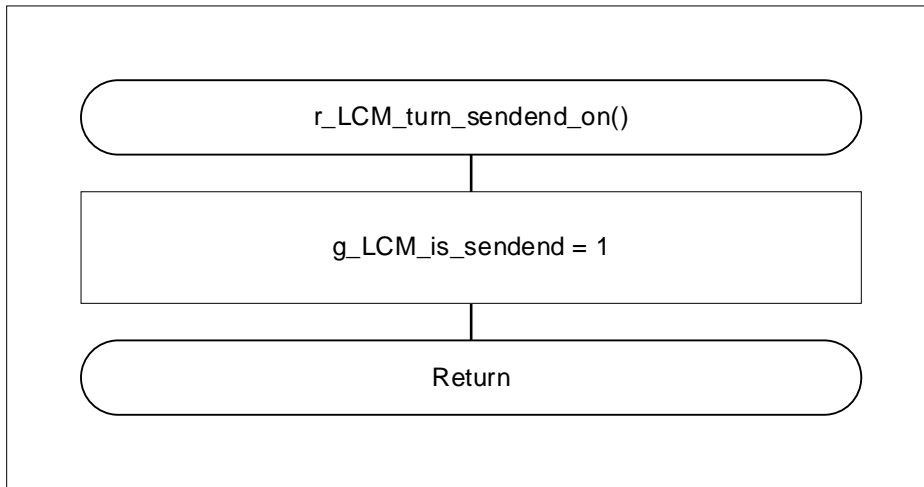 r_LCM_turn_sendend_on()
g_LCM_is_sendend = 1
Return